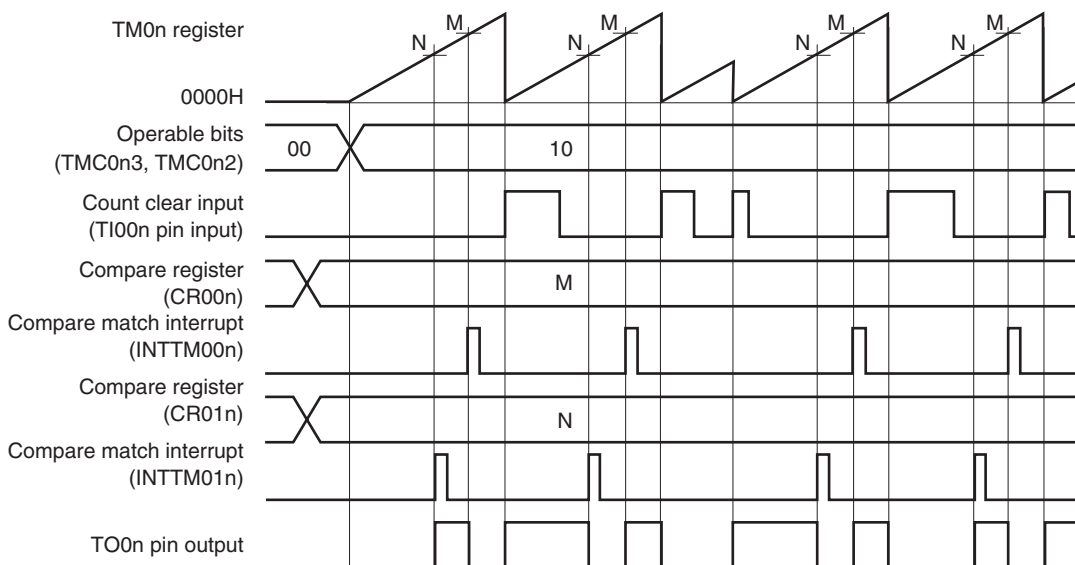 TM0n register
M
N
M
N
M
N
M
N
0000H
Operable bits
(TMC0n3, TMC0n2)
00
10
Count clear input
(TI00n pin input)
Compare register
(CR00n)
M
Compare match interrupt
(INTTM00n)
Compare register
(CR01n)
N
Compare match interrupt
(INTTM01n)
TO0n pin output